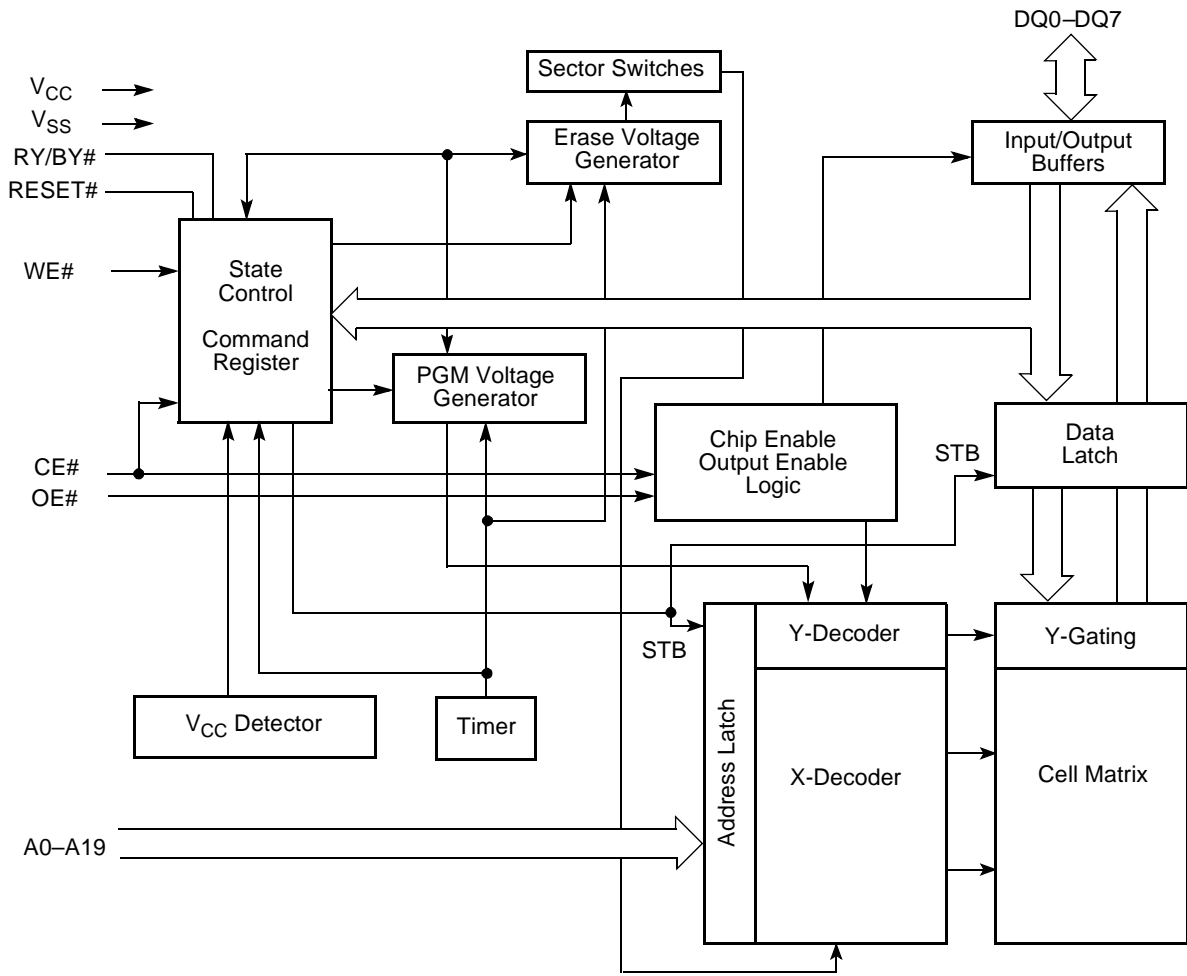 DQ0–DQ7
Sector Switches
VCC
VSS
RY/BY#
RESET#
Erase Voltage
Generator
Input/Output
Buffers
WE#
State
Control
Command
Register
PGM Voltage
Generator
Chip Enable
Output Enable
Logic
STB
Data
Latch
CE#
OE#
STB
Y-Decoder
Y-Gating
VCC Detector
Timer
Address Latch
X-Decoder
Cell Matrix
A0–A19